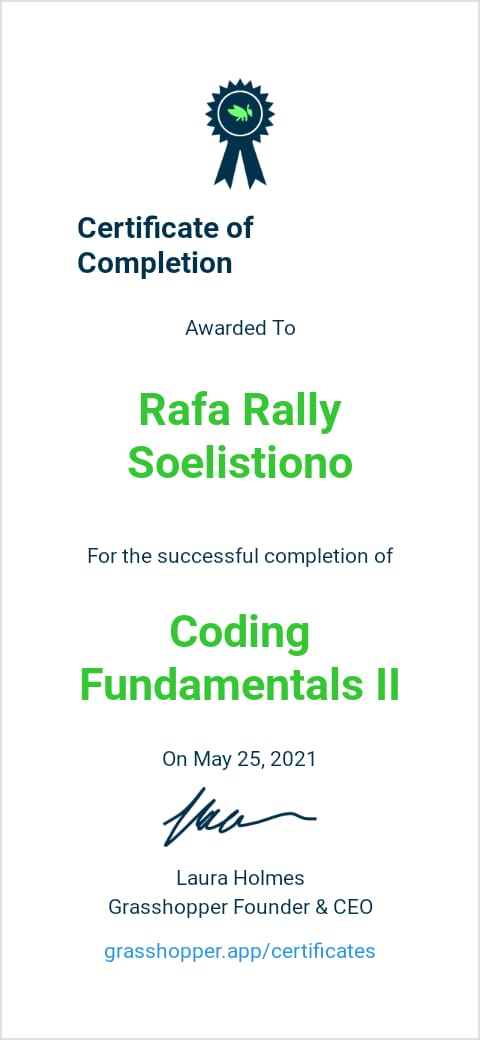 Certificate of
Completion
Awarded To
Rafa Rally
Soelistiono
For the successful completion of
Coding
Fundamentals II
On May 25, 2021
Laura Holmes
Grasshopper Founder & CEO
grasshopper.app/certificates